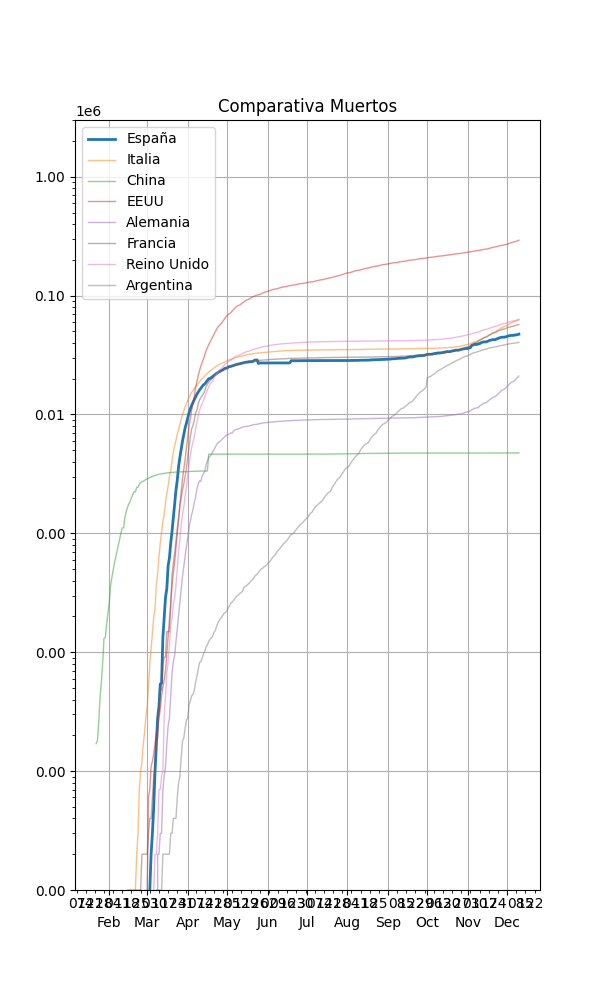 Comparativa Muertos
1e6
España
Italia
China
EEUU
Alemania
Francia
Reino Unido
Argentina
1.00
0.10
0.01
0.00
0.00
0.00
0.00
Feb Mar Apr May Jun Jul Aug Sep Oct Nov Dec